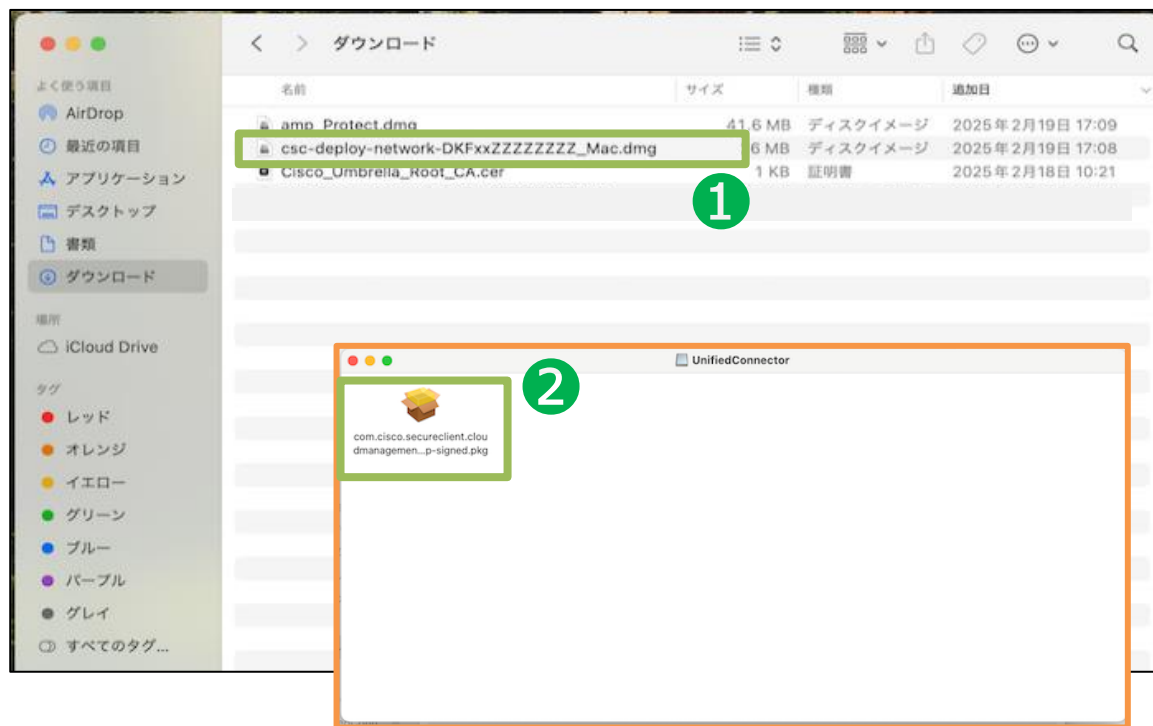 ダウンロード
よく使う項目
AirDrop
最近の項目
アプリケーション
デスクトップ
書類
ダウンロード
場所
iCloud Drive
タグ
レッド
オレンジ
イエロー
グリーン
ブルー
パープル
グレイ
すべてのタグ...
名前 サイズ 種類 追加日
amp_Protect.dmg 41.6 MB ディスクイメージ 2025年2月19日 17:09
csc-deploy-network-DKFxxZZZZZZZZ_Mac.dmg 6 MB ディスクイメージ 2025年2月19日 17:08
Cisco_Umbrella_Root_CA.cer 1 KB 証明書 2025年2月18日 10:21
1
UnifiedConnector
2
com.cisco.secureclient.clou
dmanagemen...p-signed.pkg